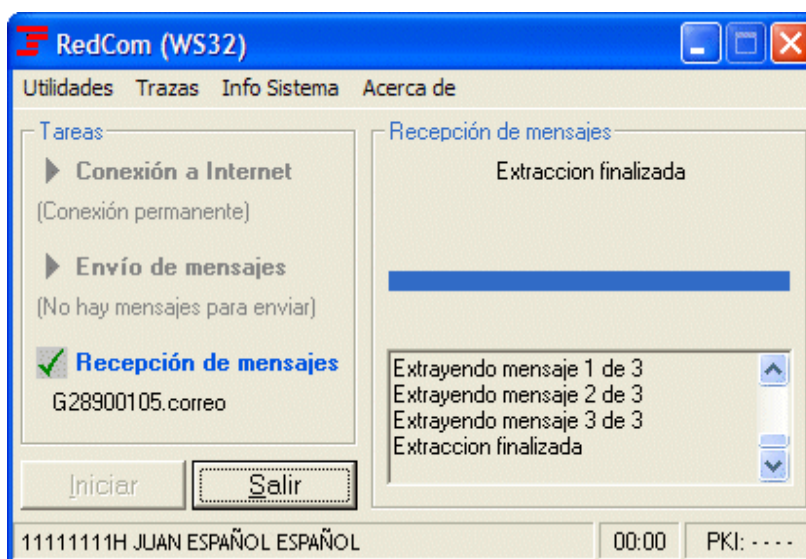 RedCom (WS32)
Utilidades Trazas Info Sistema Acerca de
Tareas
Conexión a Internet
(Conexión permanente)
Envío de mensajes
(No hay mensajes para enviar)
Recepción de mensajes
G28900105.correo
Iniciar
Salir
Recepción de mensajes
Extraccion finalizada
Extrayendo mensaje 1 de 3
Extrayendo mensaje 2 de 3
Extrayendo mensaje 3 de 3
Extraccion finalizada
11111111H JUAN ESPAÑOL ESPAÑOL
00:00
PKI: - - - -